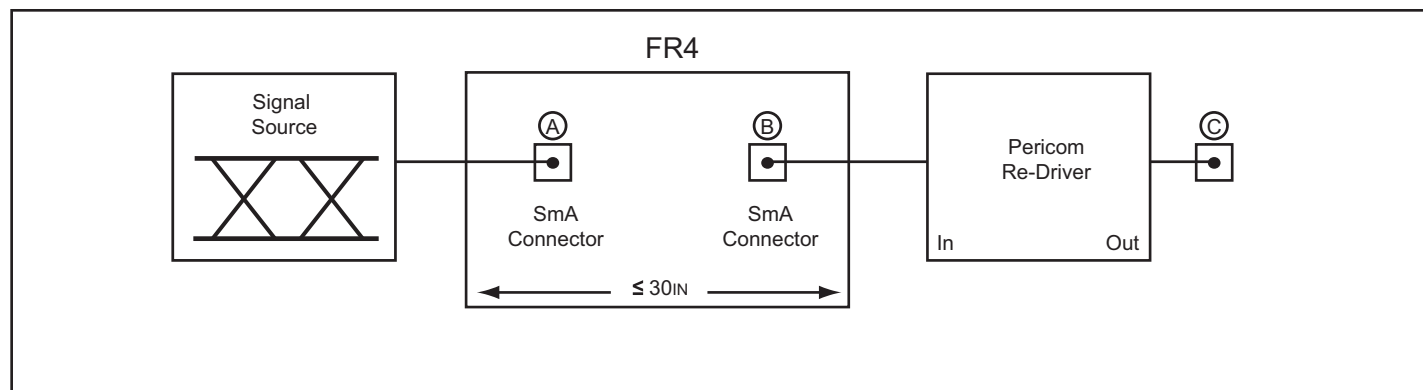 FR4
Signal
Source
A
B
C
Pericom
Re-Driver
SmA
Connector
SmA
Connector
In
Out
≤ 30IN